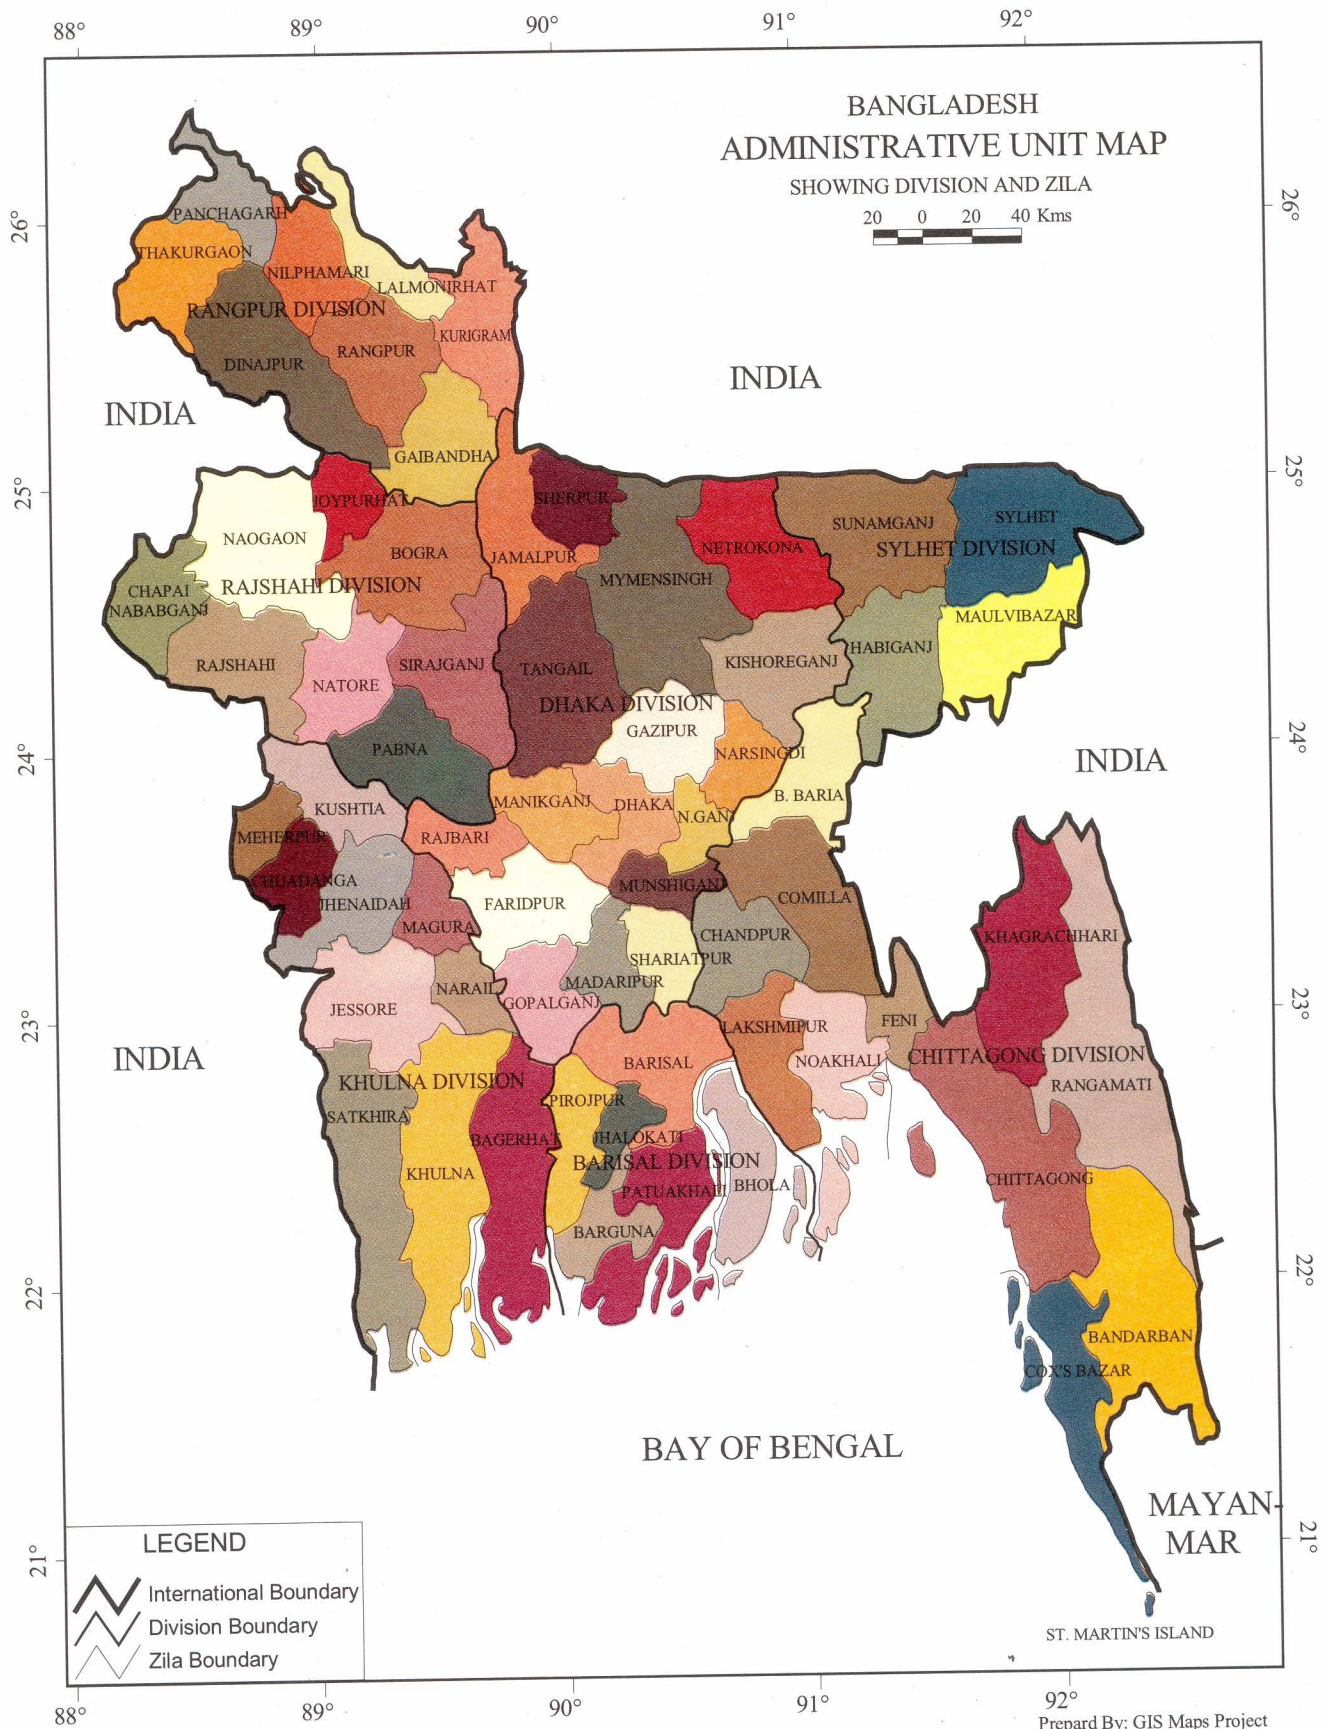 88° 89° 90° 91° 92°
BANGLADESH
ADMINISTRATIVE UNIT MAP
SHOWING DIVISION AND ZILA
20 0 20 40 Kms
26° 26°
PANCHAGARH
THAKURGAON
NILPHAMARI
LALMONIRHAT
RANGPUR DIVISION
KURIGRAM
RANGPUR
DINAJPUR
INDIA
INDIA
GAIBANDHA
25° 25°
JOYPURHAT
SHERPUR
NAOGAON
BOGRA
JAMALPUR
NETROKONA
SUNAMGANJ
SYLHET
SYLHET DIVISION
RAJSHAHI DIVISION
MYMENSINGH
CHAPAI
NABABGANJ
MAULVIBAZAR
HABIGANJ
RAJSHAHI
NATORE
SIRAJGANJ
TANGAIL
KISHOREGANJ
DHAKA DIVISION
GAZIPUR
24° 24°
PABNA
NARSINGDI
INDIA
KUSHTIA
MANIKGANJ
DHAKA
N.GANJ
B. BARIA
MEHERPUR
RAJBARI
CHUADANGA
JHENAIDAH
MUNSHIGANJ
FARIDPUR
COMILLA
MAGURA
CHANDPUR
KHAGRACHHARI
SHARIATPUR
MADARIPUR
NARAIL
GOPALGANJ
JESSORE
23° 23°
LAKSHMIPUR
FENI
NOAKHALI
INDIA
BARISAL
CHITTAGONG DIVISION
RANGAMATI
KHULNA DIVISION
PIROJPUR
SATKHIRA
BAGERHAT
JHALOKATI
BARISAL DIVISION
KHULNA
PATUAKHALI
BHOLA
CHITTAGONG
BARGUNA
22° 22°
BANDARBAN
COX'S BAZAR
BAY OF BENGAL
MAYAN-
MAR
21° 21°
LEGEND
International Boundary
Division Boundary
Zila Boundary
ST. MARTIN'S ISLAND
88° 89° 90° 91° 92°
Prepard By: GIS Maps Project